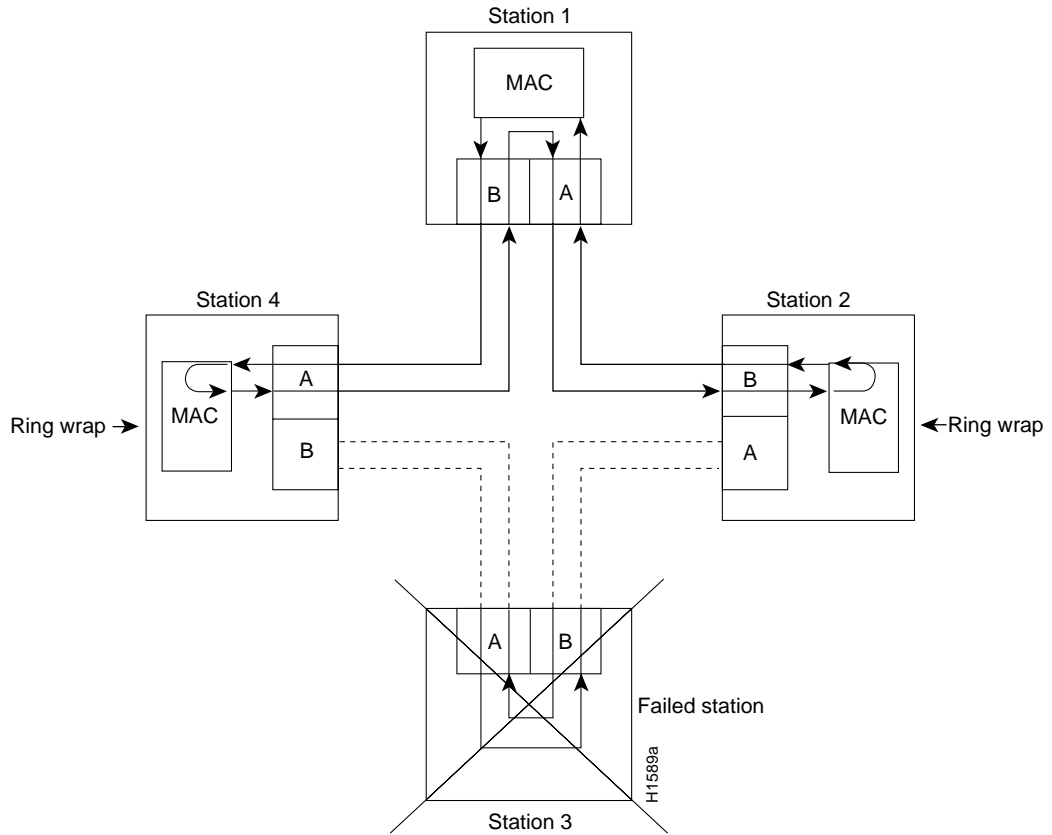 Station 1
MAC
B
A
Station 4
Station 2
A
B
MAC
MAC
Ring wrap
Ring wrap
B
A
A
B
Failed station
H1589a
Station 3